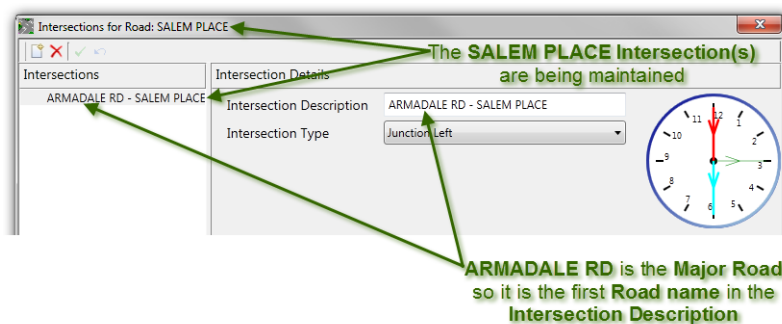 Intersections for Road: SALEM PLACE
The SALEM PLACE Intersection(s)
are being maintained
Intersections
Intersection Details
ARMADALE RD - SALEM PLACE
Intersection Description
ARMADALE RD - SALEM PLACE
Intersection Type
Junction Left
12
1
2
3
4
5
6
7
8
9
10
11
ARMADALE RD is the Major Road
so it is the first Road name in the
Intersection Description